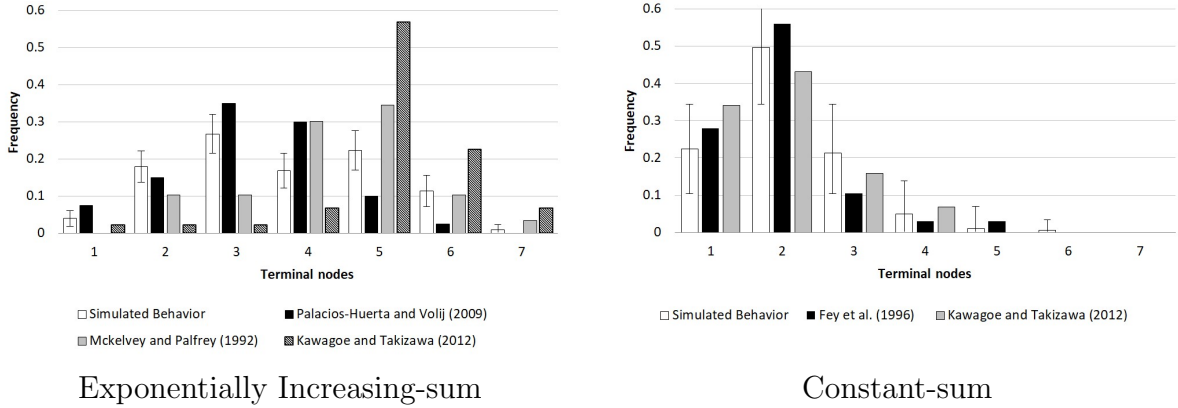 0.6
0.5
0.4
0.3
0.2
0.1
0
Frequency
1 2 3 4 5 6 7
Terminal nodes
Simulated Behavior
Palacios-Huerta and Volij (2009)
Mckelvey and Palfrey (1992)
Kawagoe and Takizawa (2012)
Exponentially Increasing-sum
0.6
0.5
0.4
0.3
0.2
0.1
0
Frequency
1 2 3 4 5 6 7
Terminal nodes
Simulated Behavior
Fey et al. (1996)
Kawagoe and Takizawa (2012)
Constant-sum